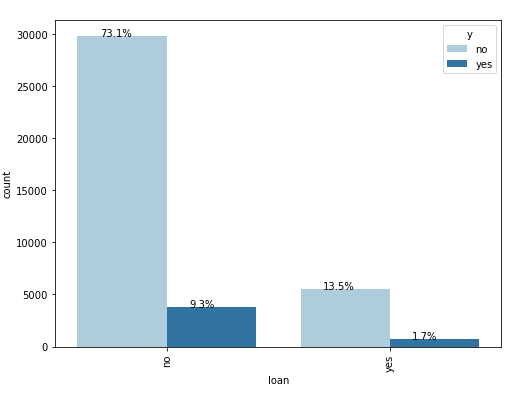 30000
25000
20000
15000
10000
5000
0
count
73.1%
9.3%
13.5%
1.7%
y
no
yes
no
yes
loan